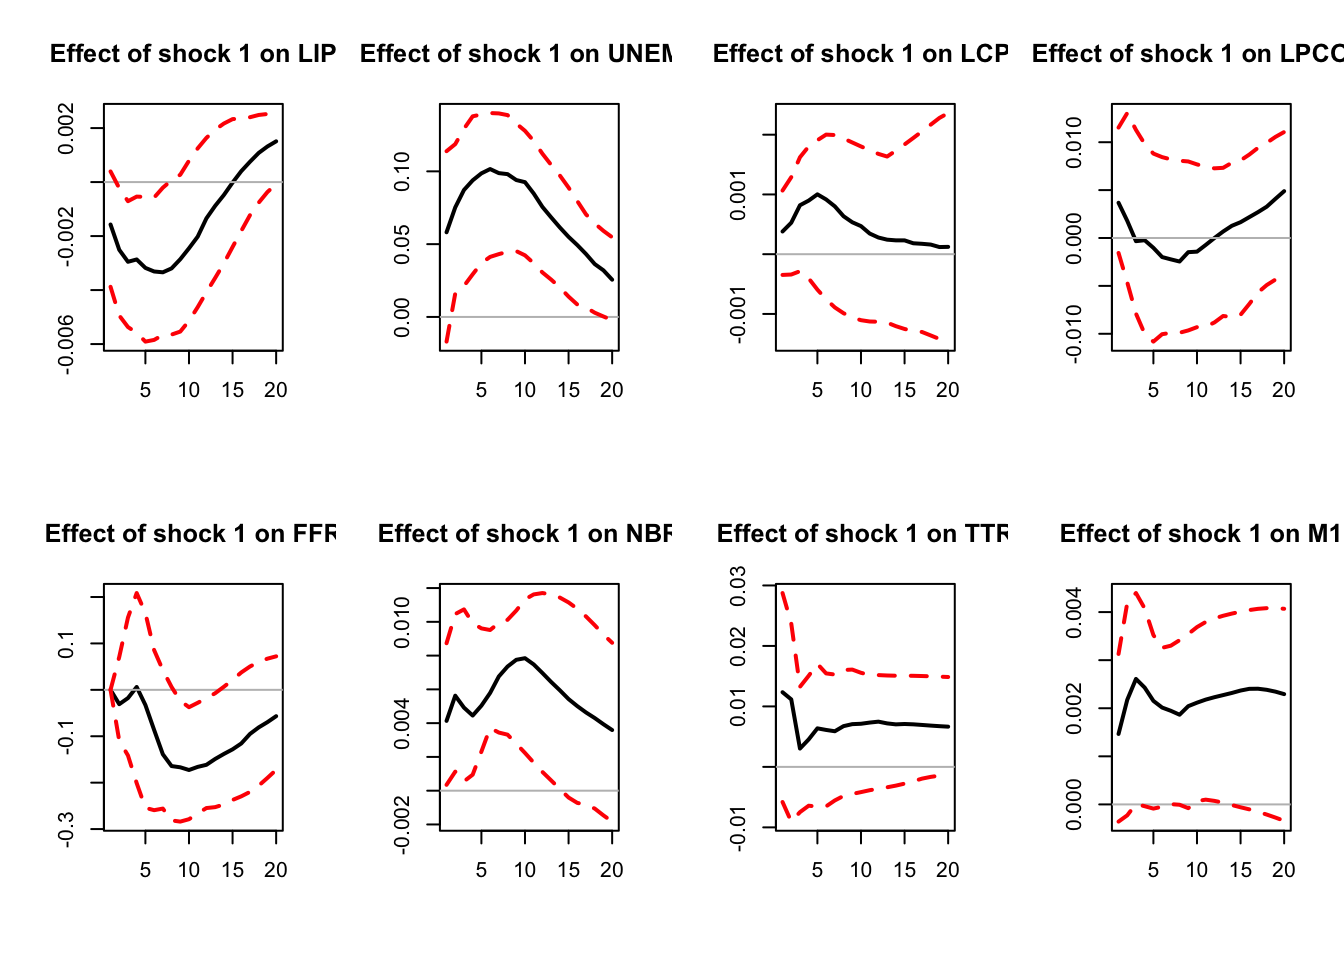 Effect of shock 1 on LIP
Effect of shock 1 on UNEM
Effect of shock 1 on LCP
Effect of shock 1 on LPCO
0.002
-0.002
-0.006
5 10 15 20
0.10
0.05
0.00
5 10 15 20
0.001
-0.001
5 10 15 20
0.010
0.000
-0.010
5 10 15 20
Effect of shock 1 on FFR
Effect of shock 1 on NBR
Effect of shock 1 on TTR
Effect of shock 1 on M1
0.1
-0.1
-0.3
5 10 15 20
0.010
0.004
-0.002
5 10 15 20
0.03
0.02
0.01
-0.01
5 10 15 20
0.004
0.002
0.000
5 10 15 20